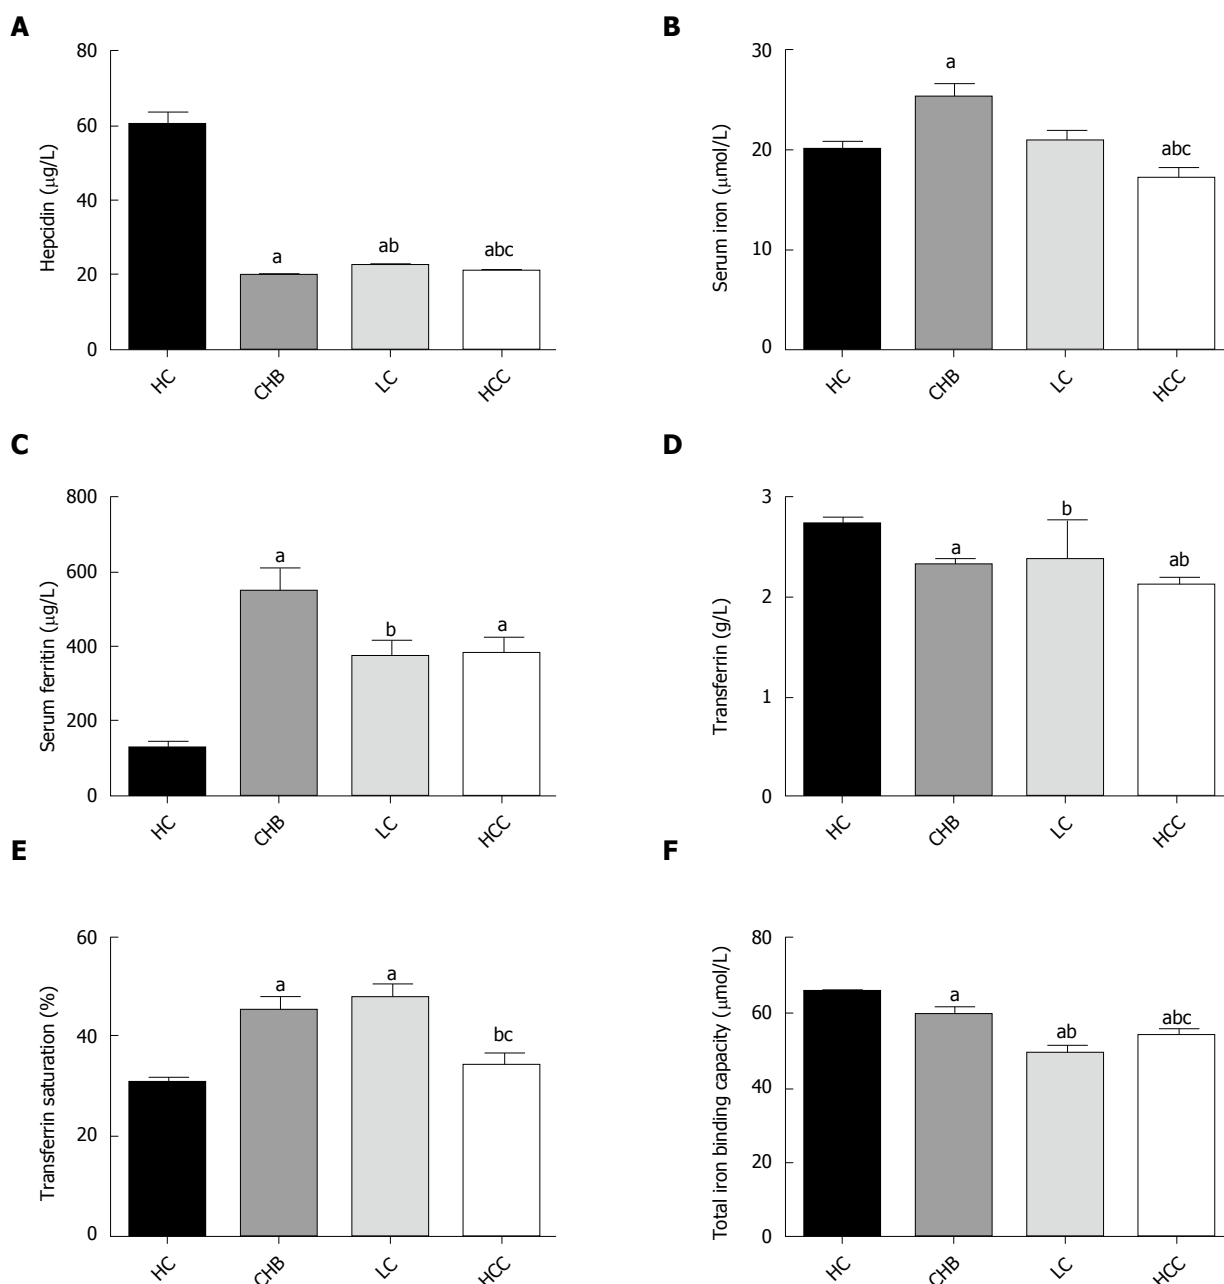 A
Hepcidin (μg/L)
80
60
40
20
0
a
ab
abc
HC
CHB
LC
HCC
B
Serum iron (μmol/L)
30
20
10
0
a
abc
HC
CHB
LC
HCC
C
Serum ferritin (μg/L)
800
600
400
200
0
a
b
a
HC
CHB
LC
HCC
D
Transferrin (g/L)
3
2
1
0
a
b
ab
HC
CHB
LC
HCC
E
Transferrin saturation (%)
60
40
20
0
a
a
bc
HC
CHB
LC
HCC
F
Total iron binding capacity (μmol/L)
80
60
40
20
0
a
ab
abc
HC
CHB
LC
HCC